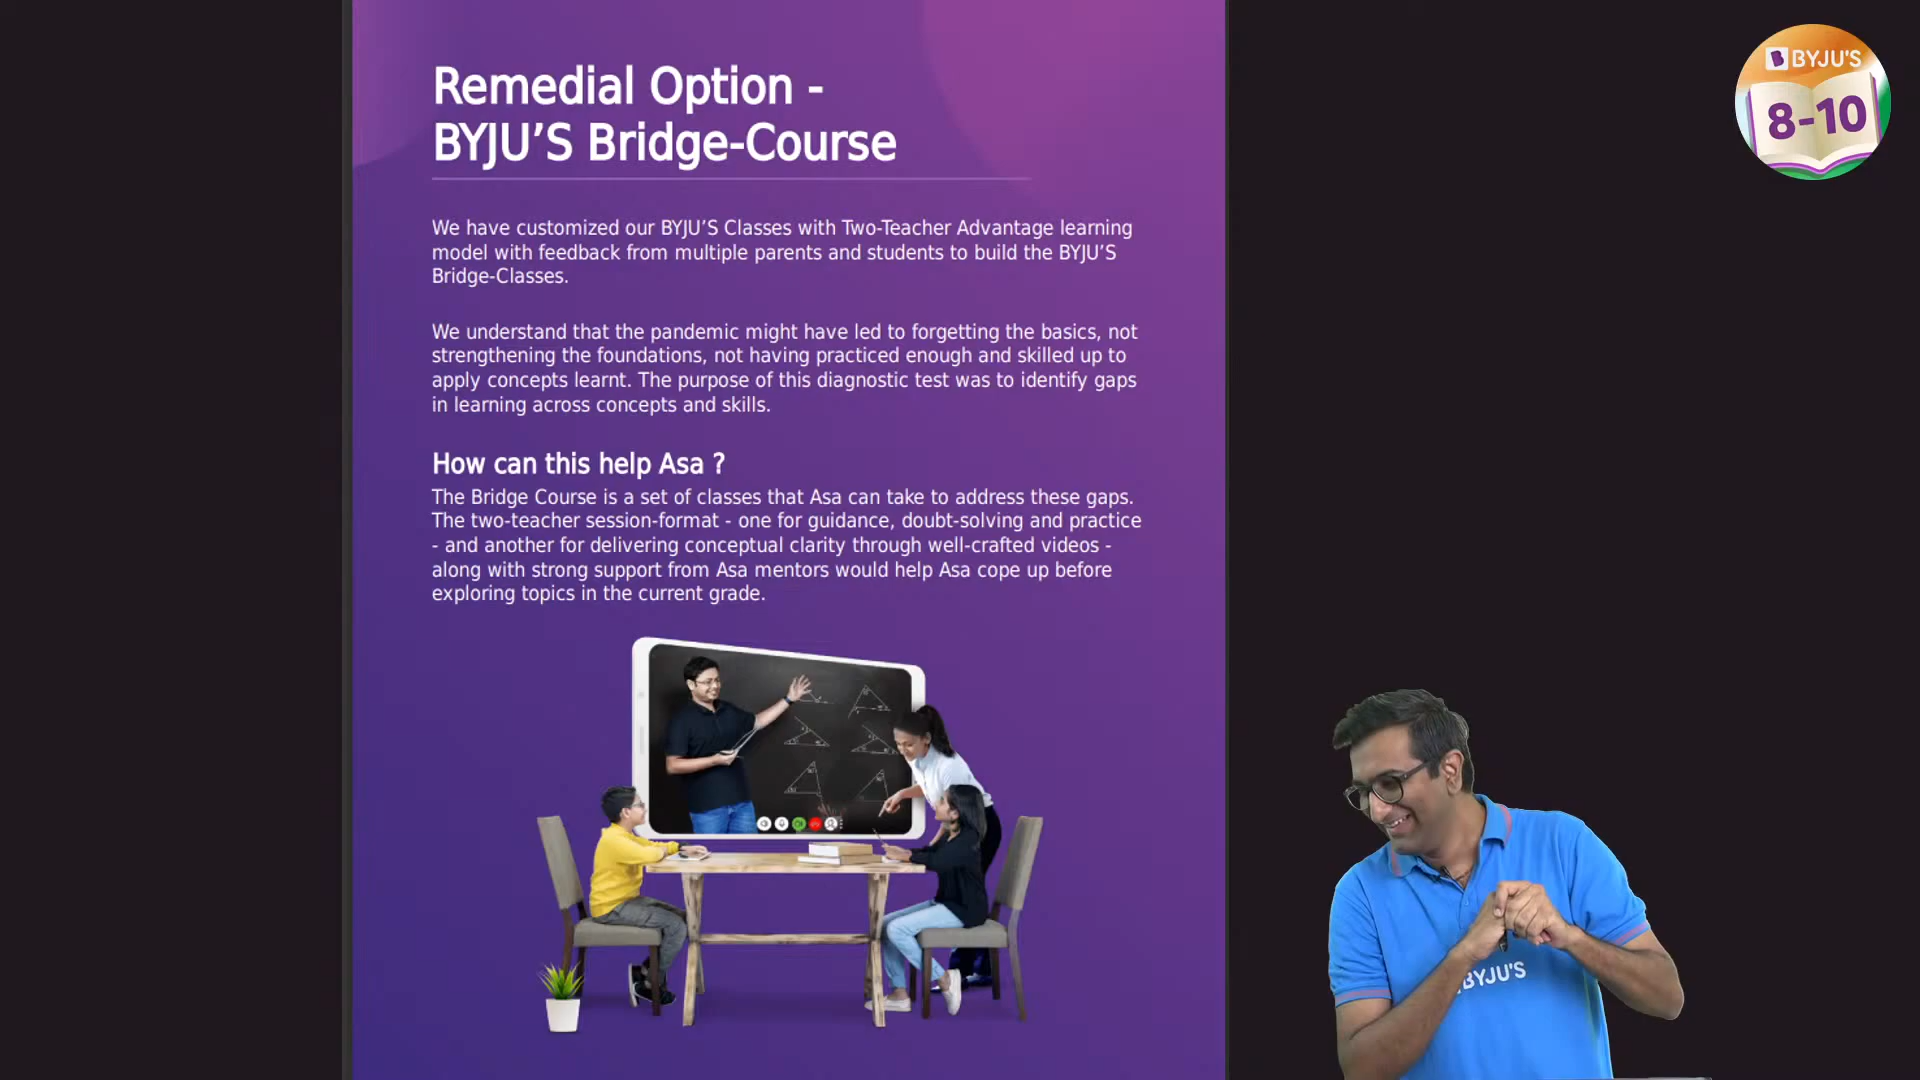 Remedial Option -
BYJU’S Bridge-Course
We have customized our BYJU’S Classes with Two-Teacher Advantage learning
model with feedback from multiple parents and students to build the BYJU’S
Bridge-Classes.
We understand that the pandemic might have led to forgetting the basics, not
strengthening the foundations, not having practiced enough and skilled up to
apply concepts learnt. The purpose of this diagnostic test was to identify gaps
in learning across concepts and skills.
How can this help Asa ?
The Bridge Course is a set of classes that Asa can take to address these gaps.
The two-teacher session-format - one for guidance, doubt-solving and practice
- and another for delivering conceptual clarity through well-crafted videos -
along with strong support from Asa mentors would help Asa cope up before
exploring topics in the current grade.
BYJU'S
8-10
BYJU'S